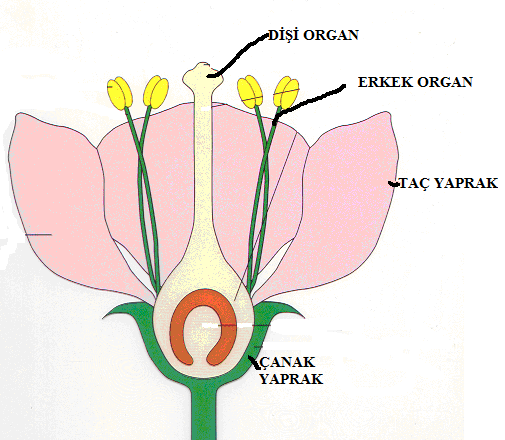 DİŞİ ORGAN
ERKEK ORGAN
TAÇ YAPRAK
ÇANAK
YAPRAK